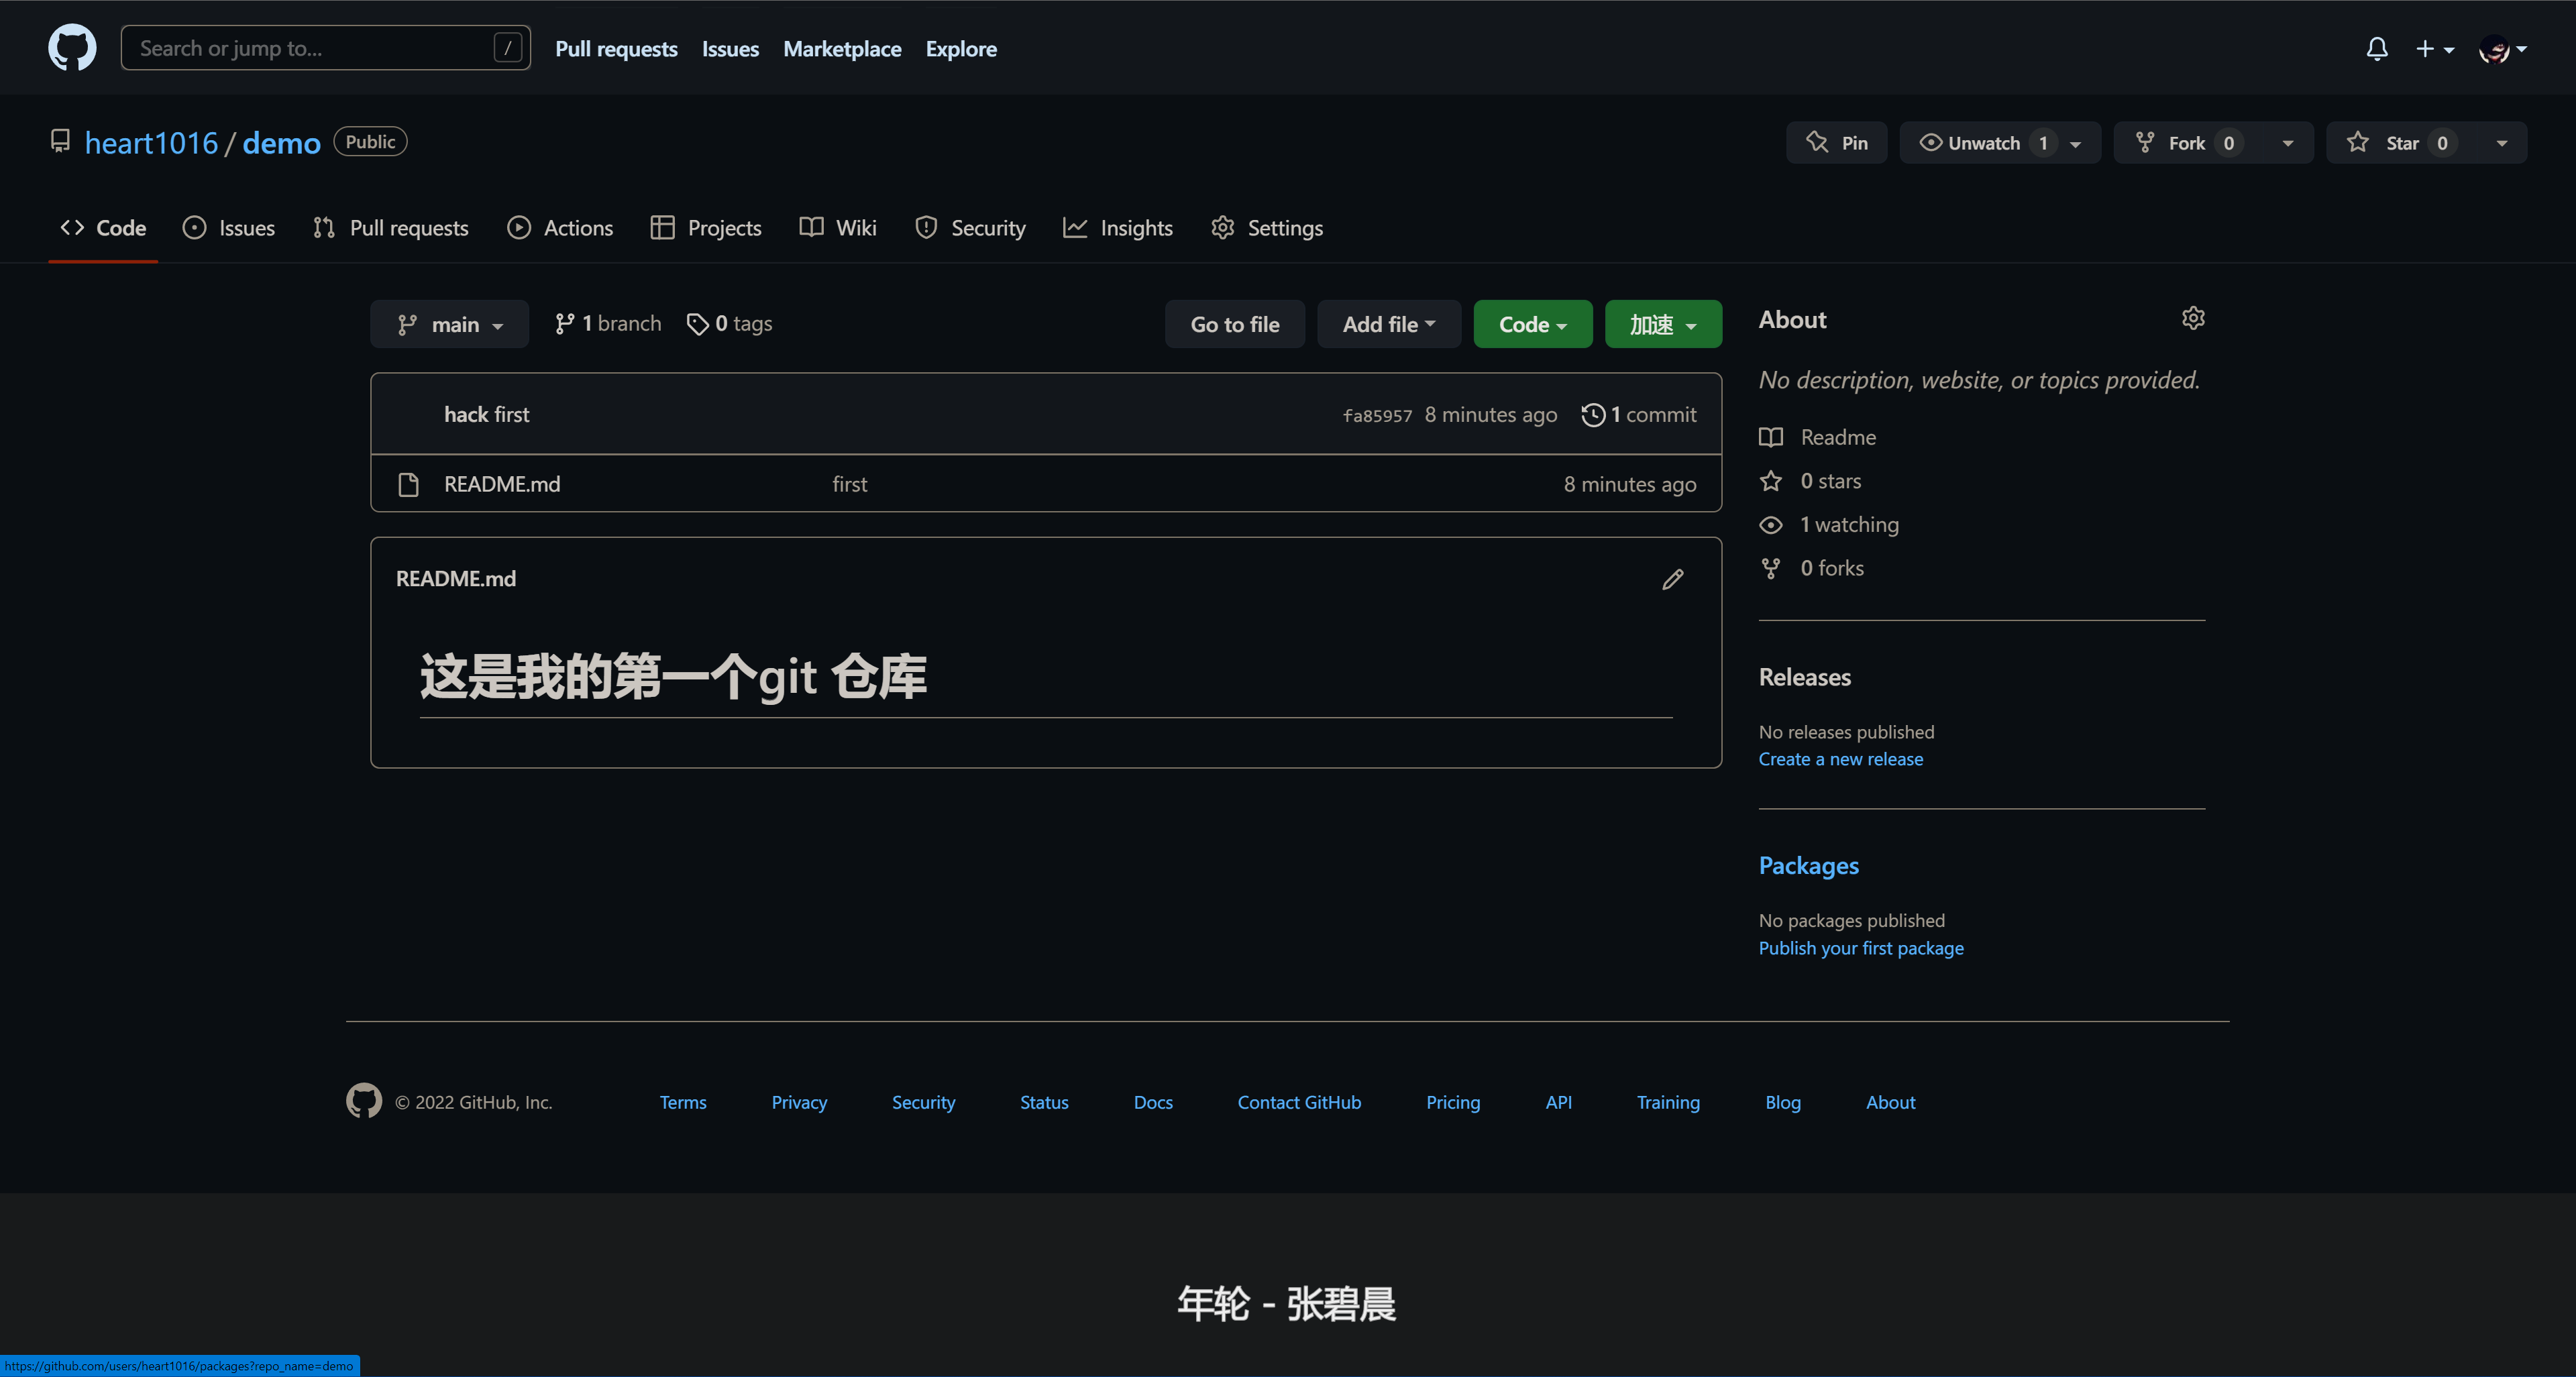 Search or jump to... / Pull requests Issues Marketplace Explore
heart1016 / demo Public Pin Unwatch 1 Fork 0 Star 0
Code Issues Pull requests Actions Projects Wiki Security Insights Settings
main 1 branch 0 tags Go to file Add file Code 加速
hack first fa85957 8 minutes ago 1 commit
README.md first 8 minutes ago
README.md
这是我的第一个git 仓库
About
No description, website, or topics provided.
Readme
0 stars
1 watching
0 forks
Releases
No releases published
Create a new release
Packages
No packages published
Publish your first package
© 2022 GitHub, Inc. Terms Privacy Security Status Docs Contact GitHub Pricing API Training Blog About
年轮 - 张碧晨
https://github.com/users/heart1016/packages?repo_name=demo